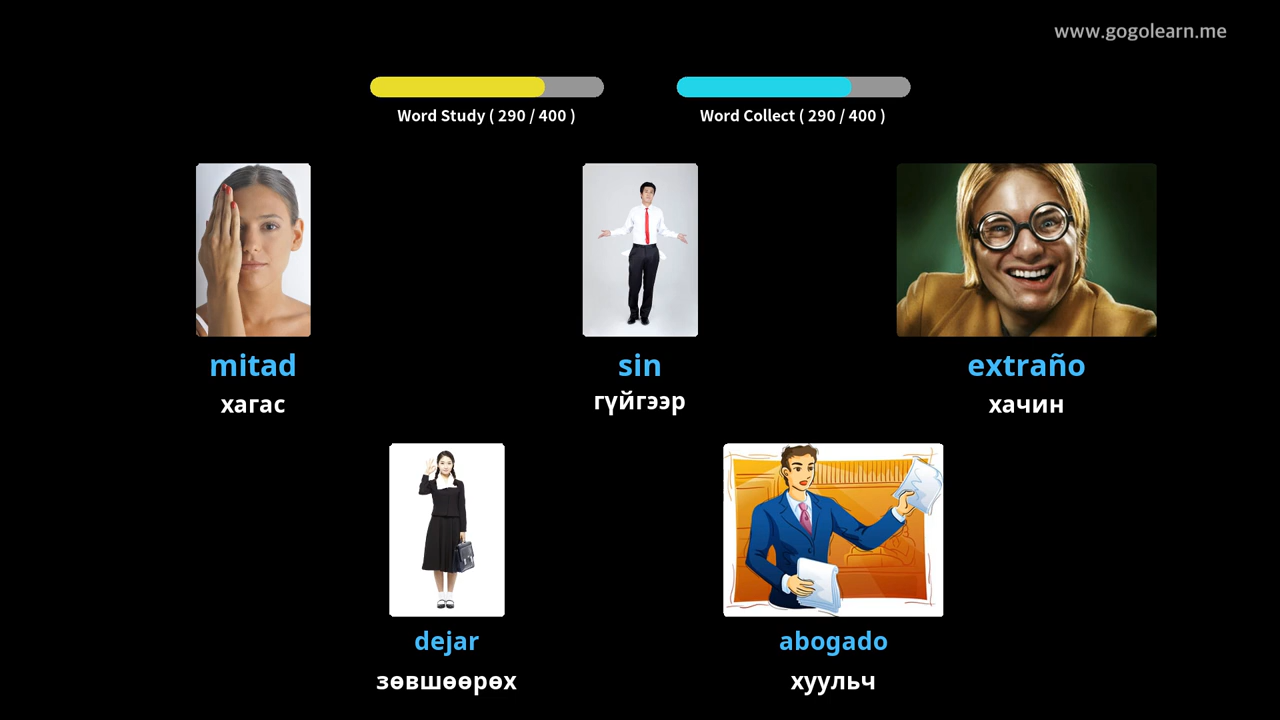 www.gogolearn.me
Word Study ( 290 / 400 )
Word Collect ( 290 / 400 )
mitad
хагас
sin
гүйгээр
extraño
хачин
dejar
зөвшөөрөх
abogado
хуульч